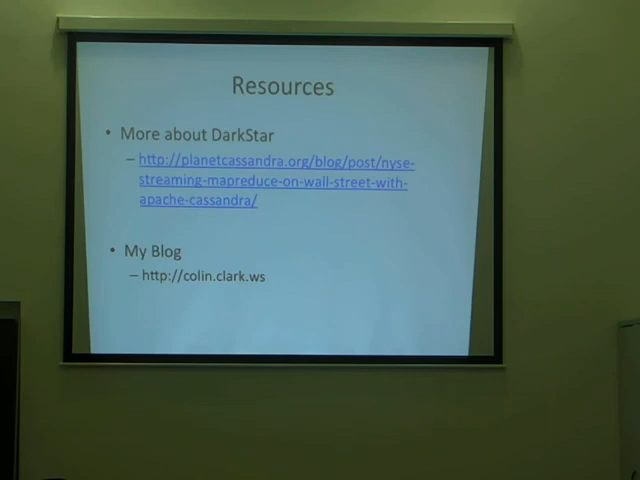 Resources
• More about DarkStar
– http://planetcassandra.org/blog/post/nyse-
streaming-mapreduce-on-wall-street-with-
apache-cassandra/
• My Blog
– http://colin.clark.ws